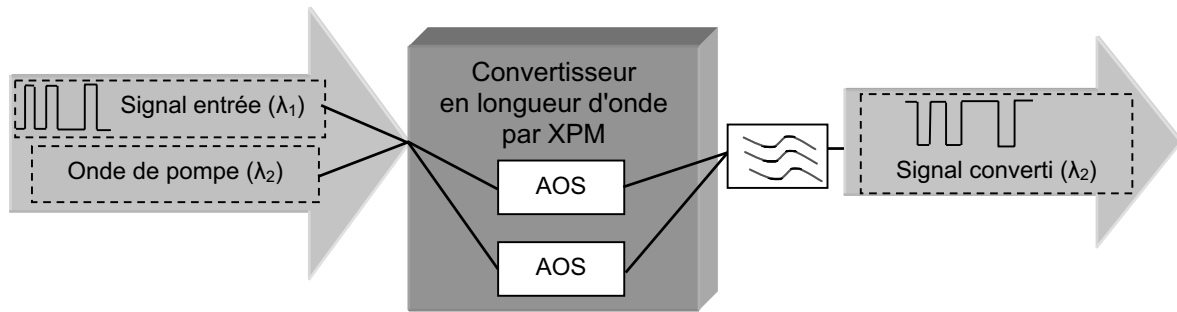 Signal entrée (λ₁)
Onde de pompe (λ₂)
Convertisseur
en longueur d'onde
par XPM
AOS
AOS
Signal converti (λ₂)